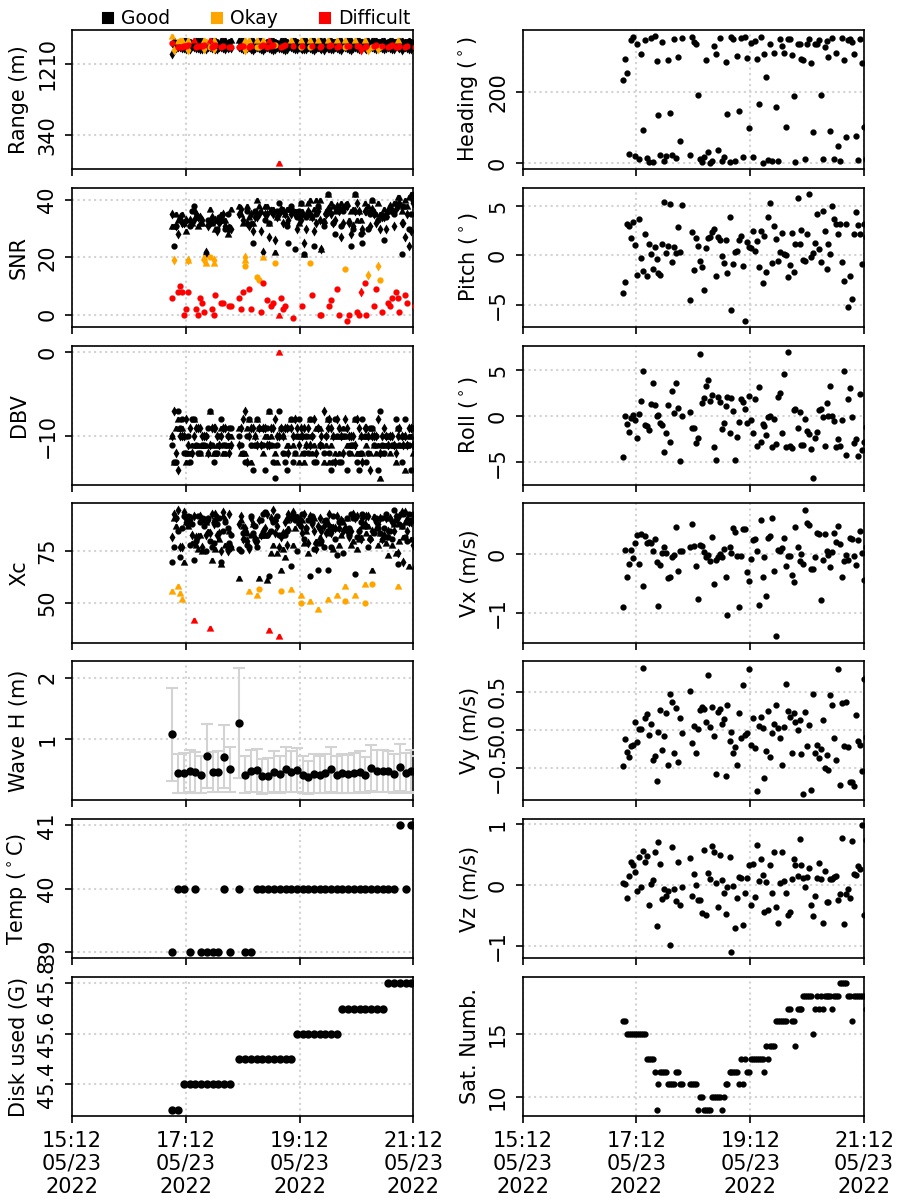 Good Okay Difficult
Range (m)
1210
340
Heading (°)
200
0
SNR
40
20
0
Pitch (°)
5
0
−5
DBV
0
−10
Roll (°)
5
0
−5
Xc
75
50
Vx (m/s)
0
−1
Wave H (m)
2
1
Vy (m/s)
0.5
0.0
−0.5
Temp (°C)
41
40
39
Vz (m/s)
1
0
−1
Disk used (G)
45.8
45.6
45.4
Sat. Numb.
15
10
15:12 17:12 19:12 21:12
05/23 05/23 05/23 05/23
2022 2022 2022 2022
15:12 17:12 19:12 21:12
05/23 05/23 05/23 05/23
2022 2022 2022 2022